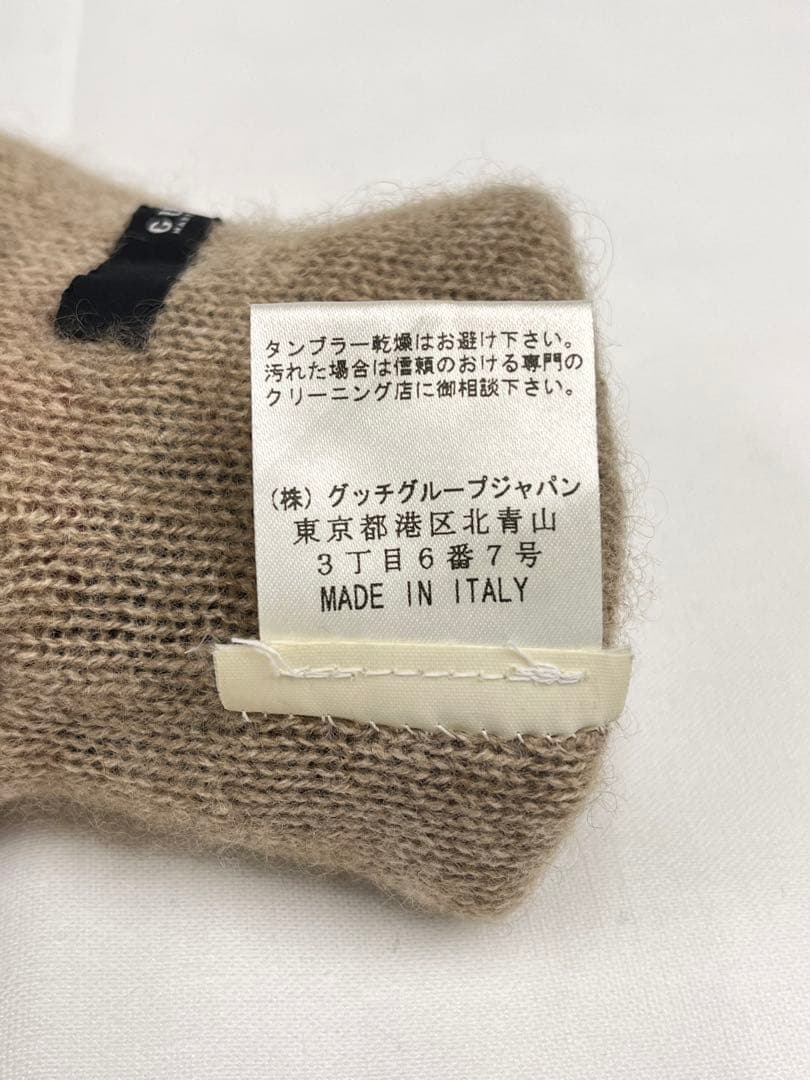 タンブラー乾燥はお避け下さい。
汚れた場合は信頼のおける専門の
クリーニング店に御相談下さい。
(株) グッチグループジャパン
東京都港区北青山
3丁目6番7号
MADE IN ITALY